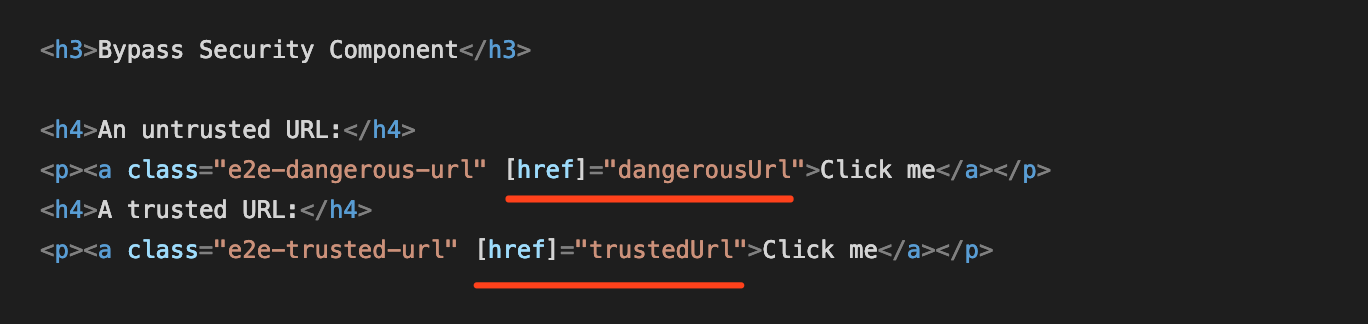 <h3>Bypass Security Component</h3>
<h4>An untrusted URL:</h4>
<p><a class="e2e-dangerous-url" [href]="dangerousUrl">Click me</a></p>
<h4>A trusted URL:</h4>
<p><a class="e2e-trusted-url" [href]="trustedUrl">Click me</a></p>